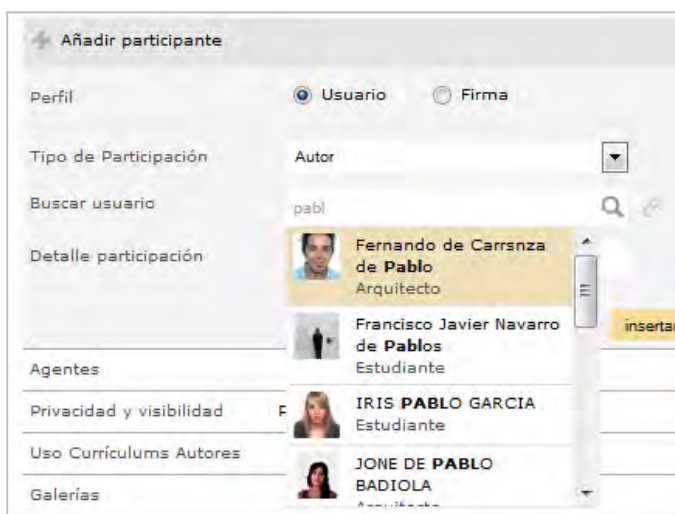 Añadir participante
Perfil
Usuario
Firma
Tipo de Participación
Autor
Buscar usuario
pabl
Detalle participación
Fernando de Carrsnza
de Pablo
Arquitecto
insertar
Francisco Javier Navarro
de Pablos
Estudiante
Agentes
Privacidad y visibilidad
IRIS PABLO GARCIA
Estudiante
Uso Currículums Autores
JONE DE PABLO
BADIOLA
Galerías